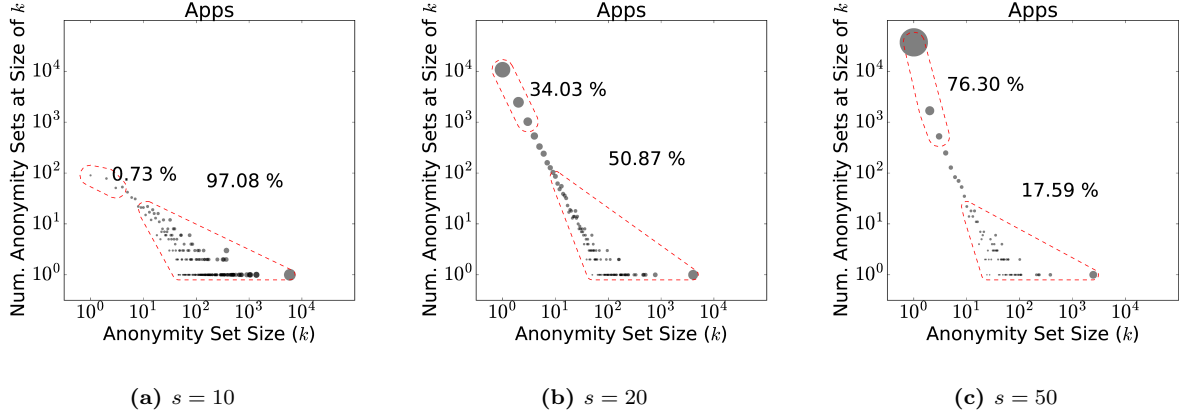 Apps
Num. Anonymity Sets at Size of k
10^4
10^3
10^2
10^1
10^0
0.73 %
97.08 %
10^0 10^1 10^2 10^3 10^4
Anonymity Set Size (k)
(a) s = 10
Apps
Num. Anonymity Sets at Size of k
10^4
10^3
10^2
10^1
10^0
34.03 %
50.87 %
10^0 10^1 10^2 10^3 10^4
Anonymity Set Size (k)
(b) s = 20
Apps
Num. Anonymity Sets at Size of k
10^4
10^3
10^2
10^1
10^0
76.30 %
17.59 %
10^0 10^1 10^2 10^3 10^4
Anonymity Set Size (k)
(c) s = 50